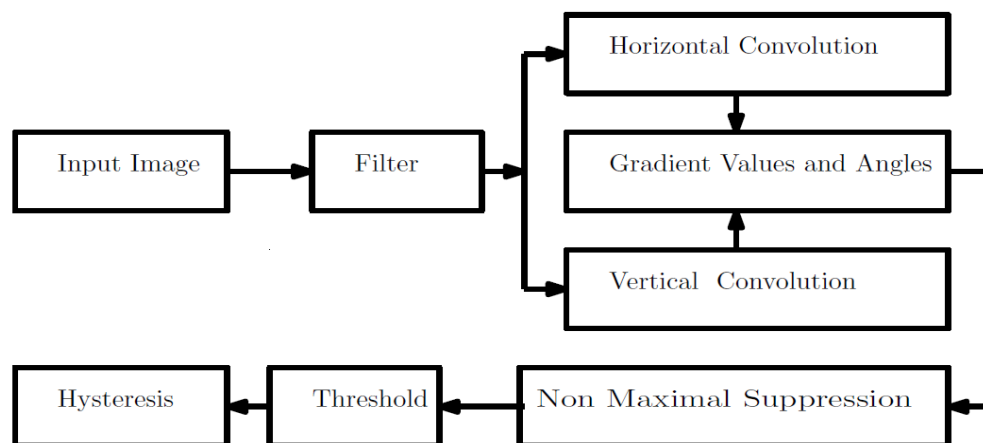 Horizontal Convolution
Input Image
Filter
Gradient Values and Angles
Vertical Convolution
Hysteresis
Threshold
Non Maximal Suppression